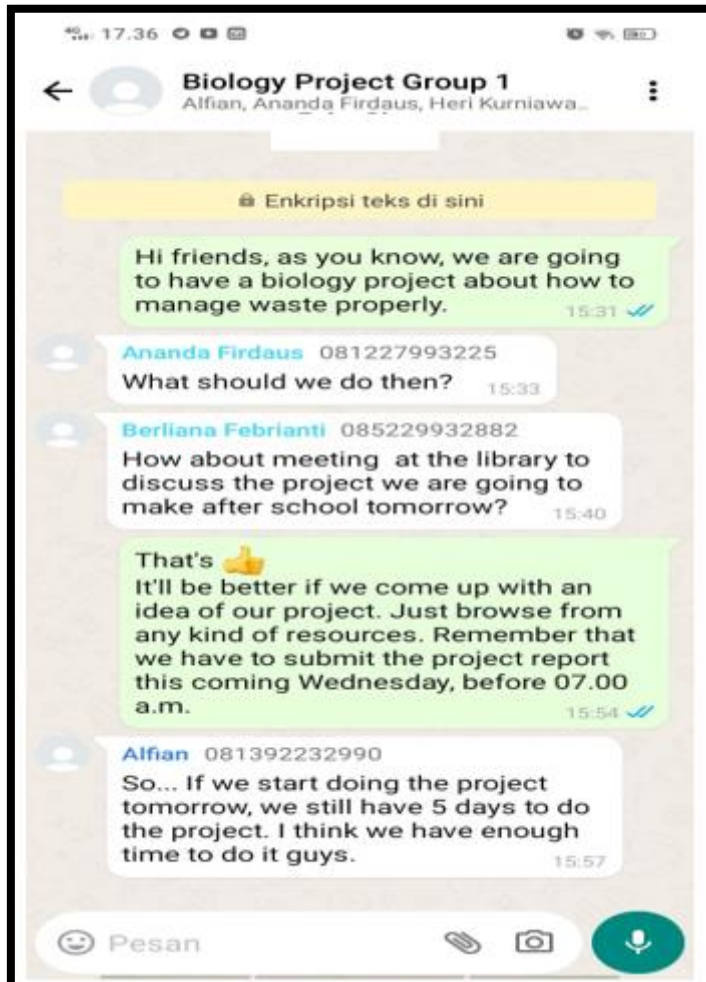 17.36
Biology Project Group 1
Alfian, Ananda Firdaus, Heri Kurniawa..
Enkripsi teks di sini
Hi friends, as you know, we are going
to have a biology project about how to
manage waste properly.
15:31
Ananda Firdaus 081227993225
What should we do then?
15:33
Berliana Febrianti 085229932882
How about meeting at the library to
discuss the project we are going to
make after school tomorrow?
15:40
That's 👍
It'll be better if we come up with an
idea of our project. Just browse from
any kind of resources. Remember that
we have to submit the project report
this coming Wednesday, before 07.00
a.m.
15:54
Alfian 081392232990
So... If we start doing the project
tomorrow, we still have 5 days to do
the project. I think we have enough
time to do it guys.
15:57
Pesan